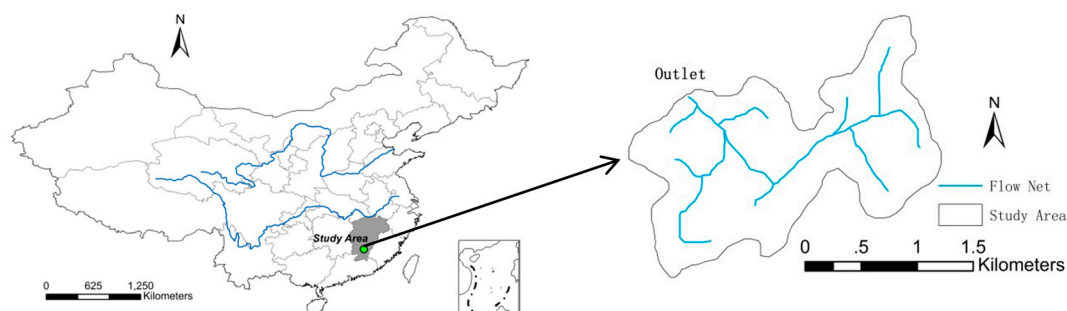 N
Study Area
0 625 1,250
Kilometers
Outlet
N
Flow Net
Study Area
0 .5 1 1.5
Kilometers